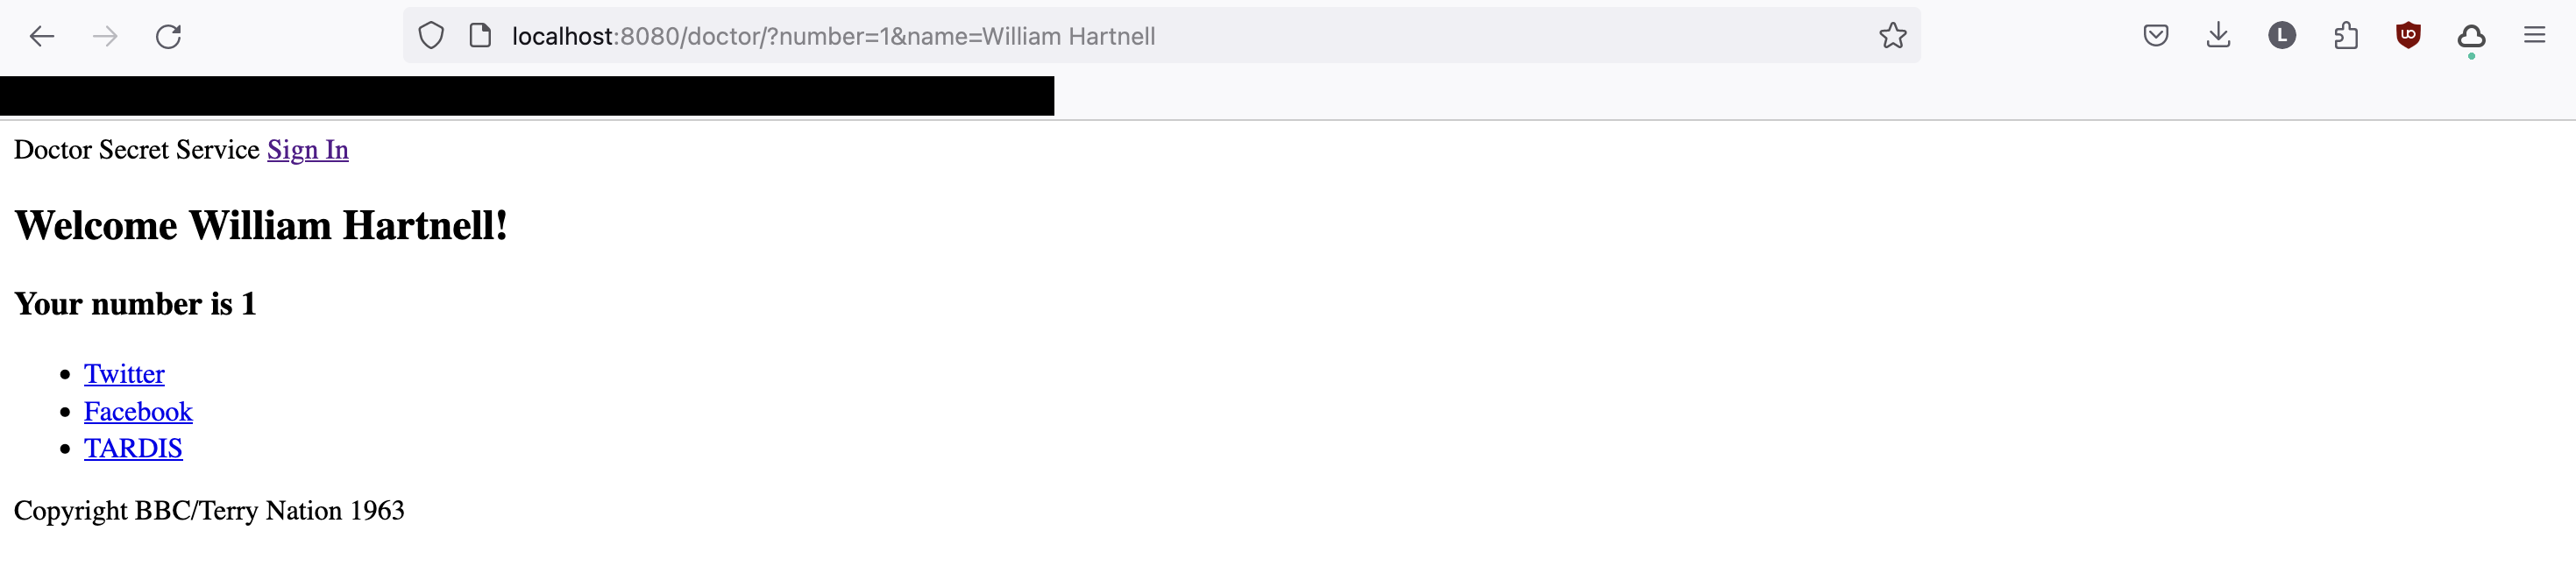 localhost:8080/doctor/?number=1&name=William Hartnell
L
Doctor Secret Service Sign In
Welcome William Hartnell!
Your number is 1
Twitter
Facebook
TARDIS
Copyright BBC/Terry Nation 1963